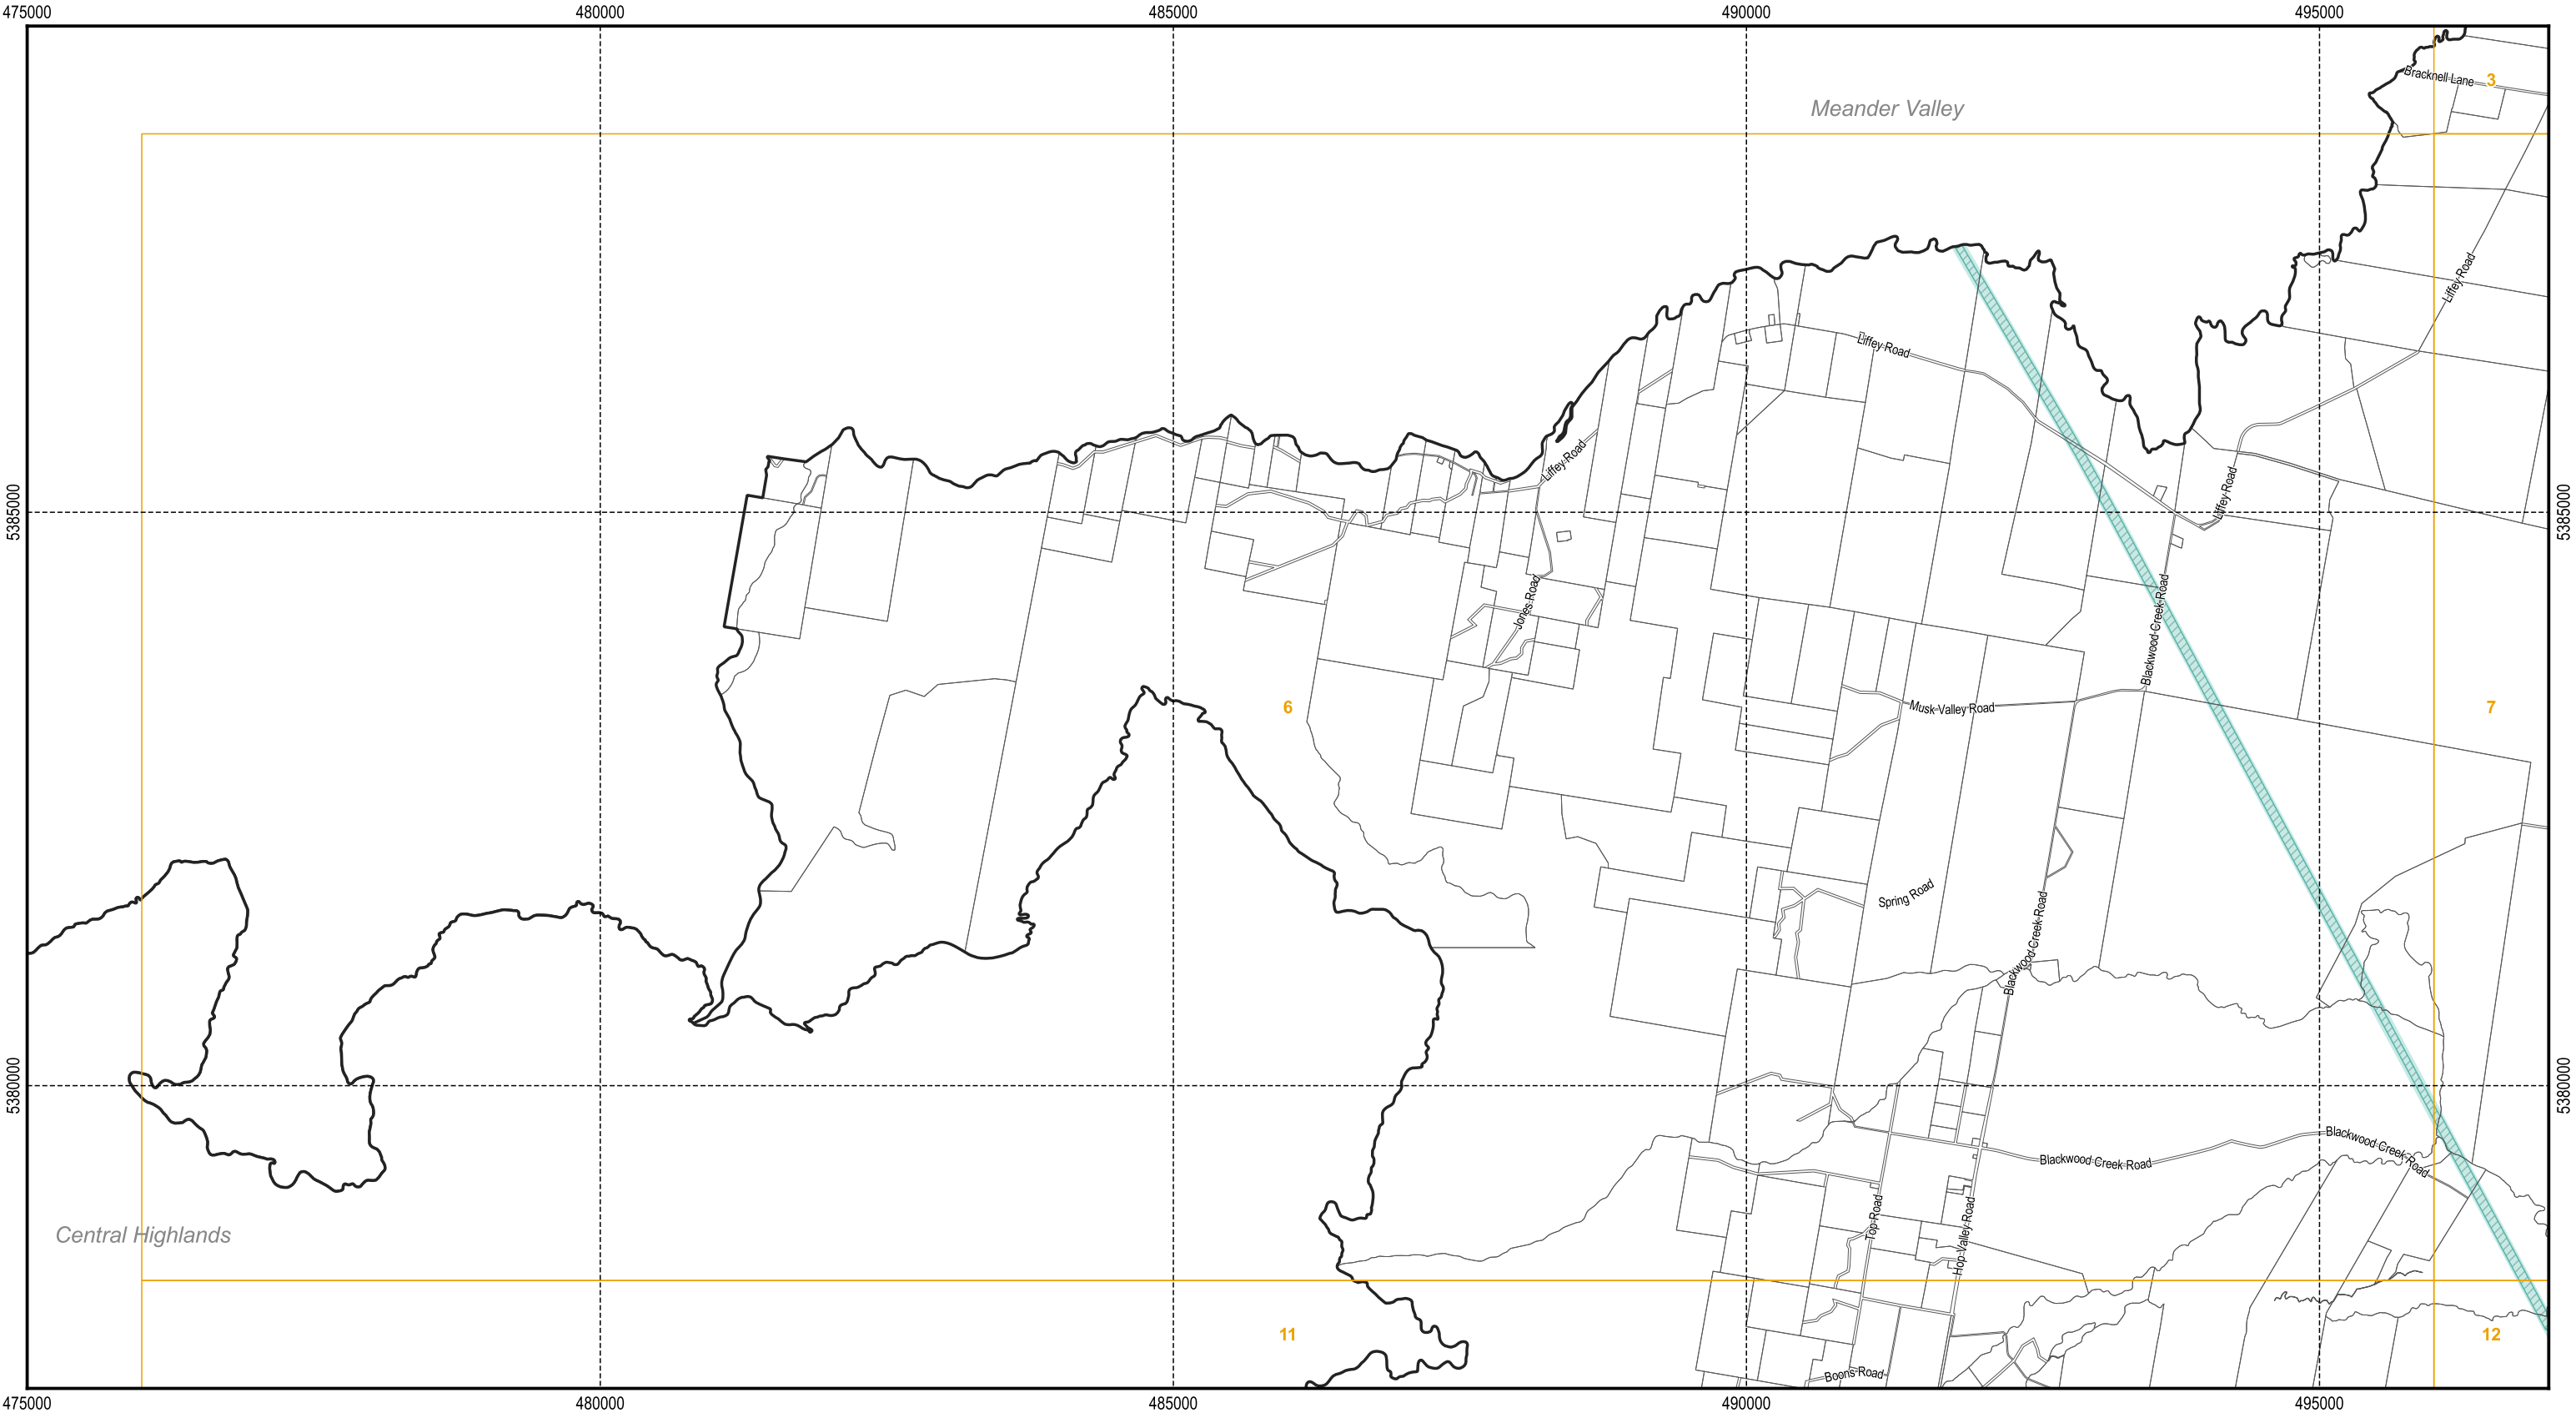 475000
480000
485000
490000
495000
Bracknell Lane
3
Meander Valley
Liffey Road
Liffey Road
Liffey Road
Liffey Road
5385000
5385000
Jones Road
Blackwood Creek Road
6
Musk Valley Road
7
Spring Road
Blackwood Creek Road
5380000
5380000
Blackwood Creek Road
Blackwood Creek Road
Top Road
Hop Valley Road
Central Highlands
11
12
Boons Road
475000
480000
485000
490000
495000